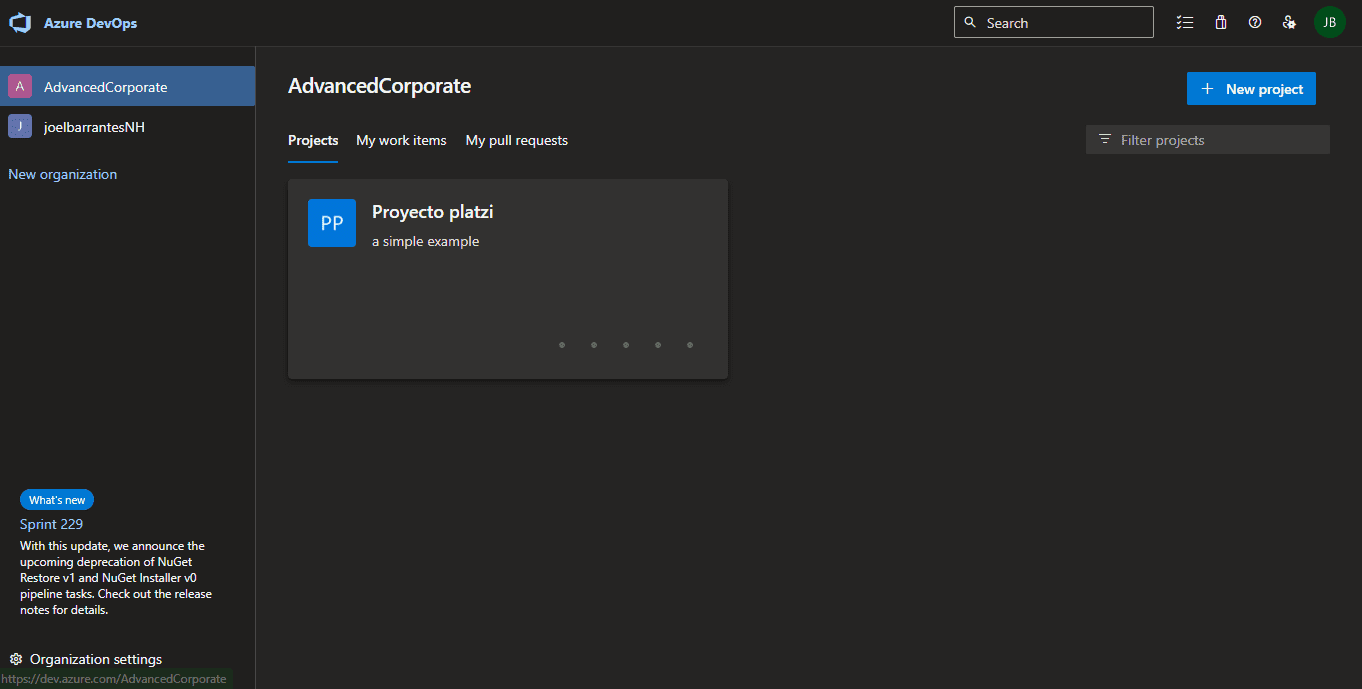 Azure DevOps
Search
JB
A AdvancedCorporate
J joelbarrantesNH
New organization
What's new
Sprint 229
With this update, we announce the
upcoming deprecation of NuGet
Restore v1 and NuGet Installer v0
pipeline tasks. Check out the release
notes for details.
Organization settings
https://dev.azure.com/AdvancedCorporate
AdvancedCorporate
+ New project
Projects My work items My pull requests
Filter projects
PP
Proyecto platzi
a simple example